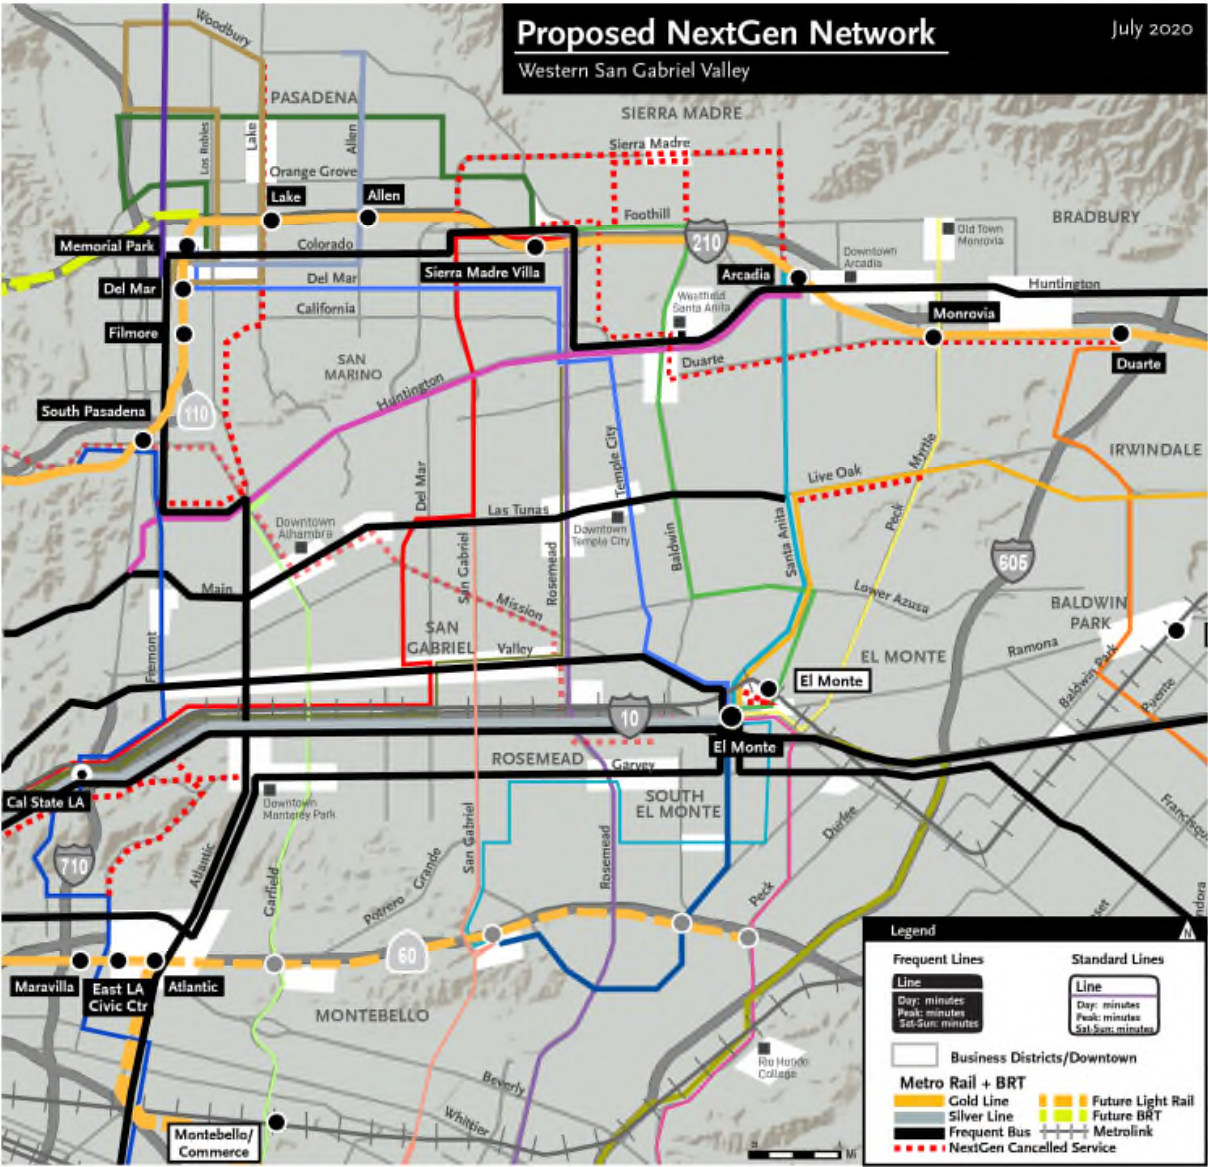 Proposed NextGen Network
July 2020
Western San Gabriel Valley
Woodbury
PASADENA
SIERRA MADRE
Los Robles
Lake
Allen
Sierra Madre
Orange Grove
Lake
Allen
Foothill
BRADBURY
Old Town
Monrovia
Memorial Park
Colorado
210
Downtown
Arcadia
Sierra Madre Villa
Arcadia
Del Mar
Del Mar
Huntington
California
Westfield
Santa Anita
Monrovia
Filmore
SAN
MARINO
Duarte
Duarte
Huntington
South Pasadena
110
Temple City
Myrtle
IRWINDALE
Live Oak
Del Mar
Las Tunas
Downtown
Alhambra
Downtown
Temple City
Peck
Santa Anita
Baldwin
605
San Gabriel
Rosemead
Main
Mission
Lower Azusa
BALDWIN
PARK
SAN
GABRIEL
Valley
Fremont
EL MONTE
Ramona
El Monte
Baldwin Park
Puente
10
El Monte
ROSEMEAD
Garvey
Cal State LA
Downtown
Monterey Park
SOUTH
EL MONTE
Durfee
Francisqu
710
Atlantic
Garfield
San Gabriel
Rosemead
Potrero Grande
Peck
set
ndora
60
Maravilla
East LA
Civic Ctr
Atlantic
MONTEBELLO
Rio Hondo
College
Beverly
Whittier
Montebello/
Commerce
Legend
N
Frequent Lines
Standard Lines
Line
Day: minutes
Peak: minutes
Sat-Sun: minutes
Line
Day: minutes
Peak: minutes
Sat-Sun: minutes
Business Districts/Downtown
Metro Rail + BRT
Gold Line
Future Light Rail
Silver Line
Future BRT
Frequent Bus
Metrolink
NextGen Cancelled Service
Mi